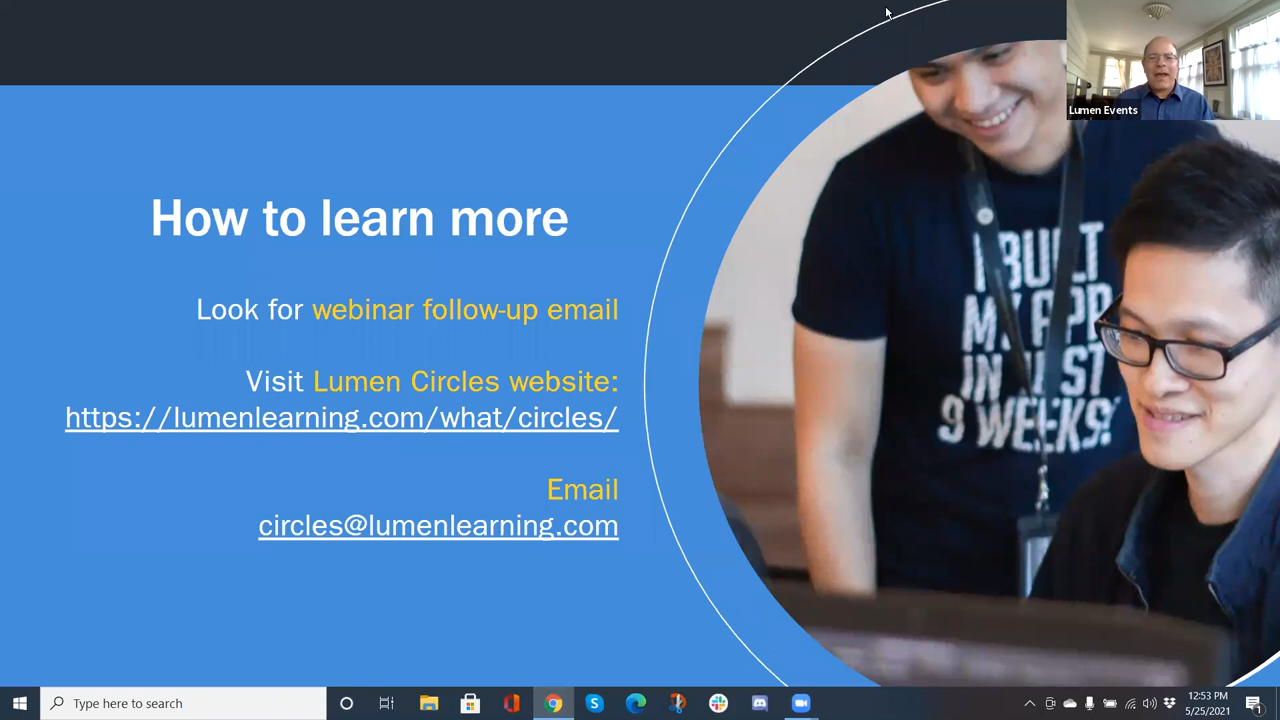 Lumen Events
How to learn more
Look for webinar follow-up email
Visit Lumen Circles website:
https://lumenlearning.com/what/circles/
Email
circles@lumenlearning.com
I BUILT
MY APP
IN JUST
9 WEEKS!
Type here to search
12:53 PM
5/25/2021
1